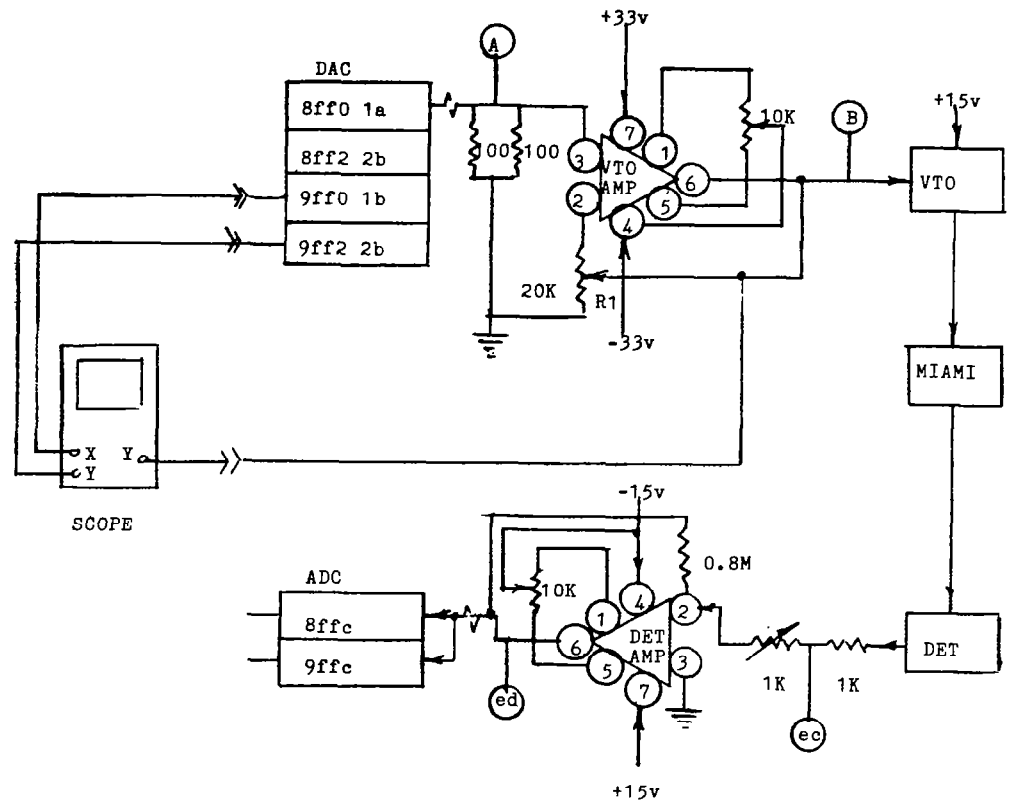 +33v
A
DAC
8ff0 1a
8ff2 2b
9ff0 1b
9ff2 2b
100 100
3
7
1
VTO
AMP
2
6
5
4
10K
B
+15v
VTO
20K
R1
-33v
MIAMI
X Y
Y
SCOPE
-15v
0.8M
ADC
8ffc
9ffc
10K
1
4
2
DET
AMP
6
5
3
7
ed
1K
1K
ec
DET
+15v